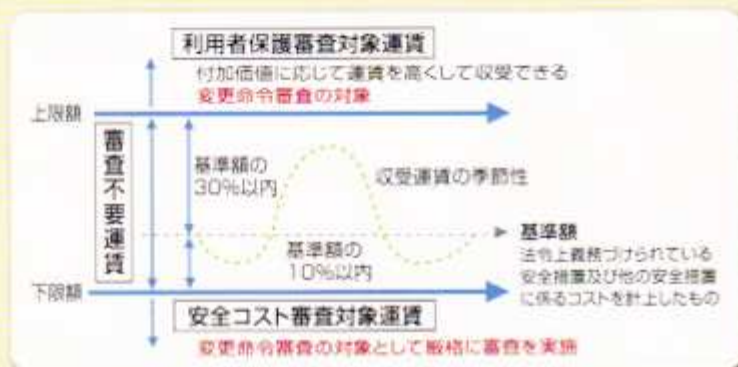 利用者保護審査対象運賃
付加価値に応じて運賃を高くして収受できる
変更命令審査の対象
上限額
審査不要運賃
基準額の
30%以内
収受運賃の季節性
基準額の
10%以内
基準額
法令上義務づけられている
安全措置及び他の安全措置
に係るコストを計上したもの
下限額
安全コスト審査対象運賃
変更命令審査の対象として厳格に審査を実施